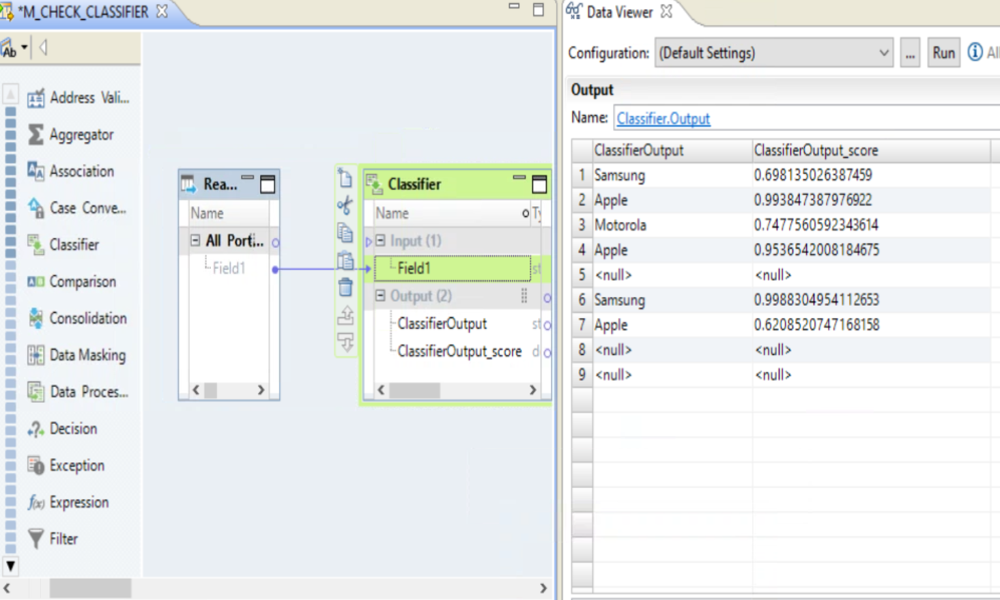 *M_CHECK_CLASSIFIER
Ab
Address Vali...
Aggregator
Association
Case Conve...
Classifier
Comparison
Consolidation
Data Masking
Data Proces...
Decision
Exception
f(x) Expression
Filter
Rea...
Name
All Port...
Field1
Classifier
Name
Input (1)
Field1 st
Output (2)
ClassifierOutput st
ClassifierOutput_score d
Data Viewer
Configuration: (Default Settings) ... Run All
Output
Name: Classifier.Output
ClassifierOutput ClassifierOutput_score
1 Samsung 0.698135026387459
2 Apple 0.993847387976922
3 Motorola 0.7477560592343614
4 Apple 0.9536542008184675
5 <null> <null>
6 Samsung 0.9988304954112653
7 Apple 0.6208520747168158
8 <null> <null>
9 <null> <null>